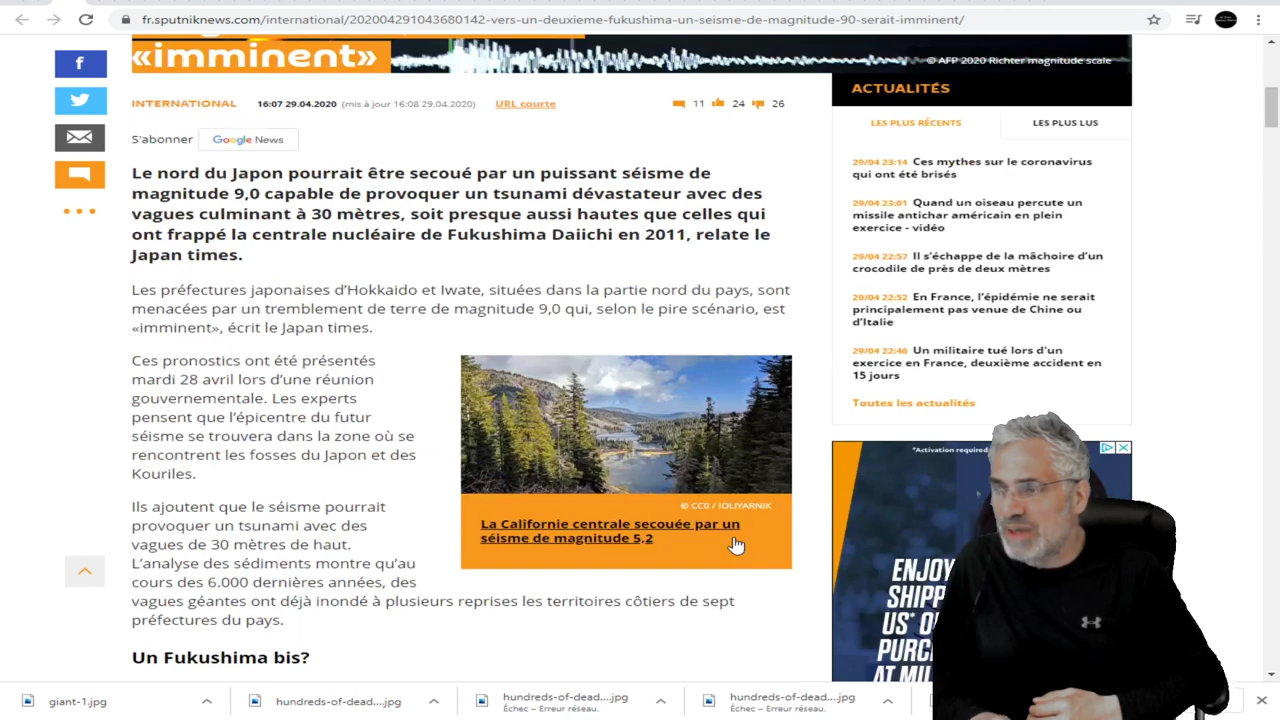 fr.sputniknews.com/international/202004291043680142-vers-un-deuxieme-fukushima-un-seisme-de-magnitude-90-serait-imminent/
«imminent»
© AFP 2020 Richter magnitude scale
INTERNATIONAL
16:07 29.04.2020 (mis à jour 16:08 29.04.2020)
URL courte
11 24 26
S'abonner
Google News
Le nord du Japon pourrait être secoué par un puissant séisme de
magnitude 9,0 capable de provoquer un tsunami dévastateur avec des
vagues culminant à 30 mètres, soit presque aussi hautes que celles qui
ont frappé la centrale nucléaire de Fukushima Daiichi en 2011, relate le
Japan times.
Les préfectures japonaises d’Hokkaido et Iwate, situées dans la partie nord du pays, sont
menacées par un tremblement de terre de magnitude 9,0 qui, selon le pire scénario, est
«imminent», écrit le Japan times.
Ces pronostics ont été présentés
mardi 28 avril lors d’une réunion
gouvernementale. Les experts
pensent que l’épicentre du futur
séisme se trouvera dans la zone où se
rencontrent les fosses du Japon et des
Kouriles.
© CC0 / IOLIYARNIK
La Californie centrale secouée par un
séisme de magnitude 5,2
Ils ajoutent que le séisme pourrait
provoquer un tsunami avec des
vagues de 30 mètres de haut.
L’analyse des sédiments montre qu’au
cours des 6.000 dernières années, des
vagues géantes ont déjà inondé à plusieurs reprises les territoires côtiers de sept
préfectures du pays.
Un Fukushima bis?
ACTUALITÉS
LES PLUS RÉCENTS
LES PLUS LUS
29/04 23:14 Ces mythes sur le coronavirus
qui ont été brisés
29/04 23:01 Quand un oiseau percute un
missile antichar américain en plein
exercice - vidéo
29/04 22:57 Il s’échappe de la mâchoire d’un
crocodile de près de deux mètres
29/04 22:52 En France, l’épidémie ne serait
principalement pas venue de Chine ou
d’Italie
29/04 22:46 Un militaire tué lors d'un
exercice en France, deuxième accident en
15 jours
Toutes les actualités
*Activation required
ENJOY
SHIPP
US*
PURC
AT MI
giant-1.jpg
hundreds-of-dead....jpg
hundreds-of-dead....jpg
Échec – Erreur réseau.
hundreds-of-dead....jpg
Échec – Erreur réseau.